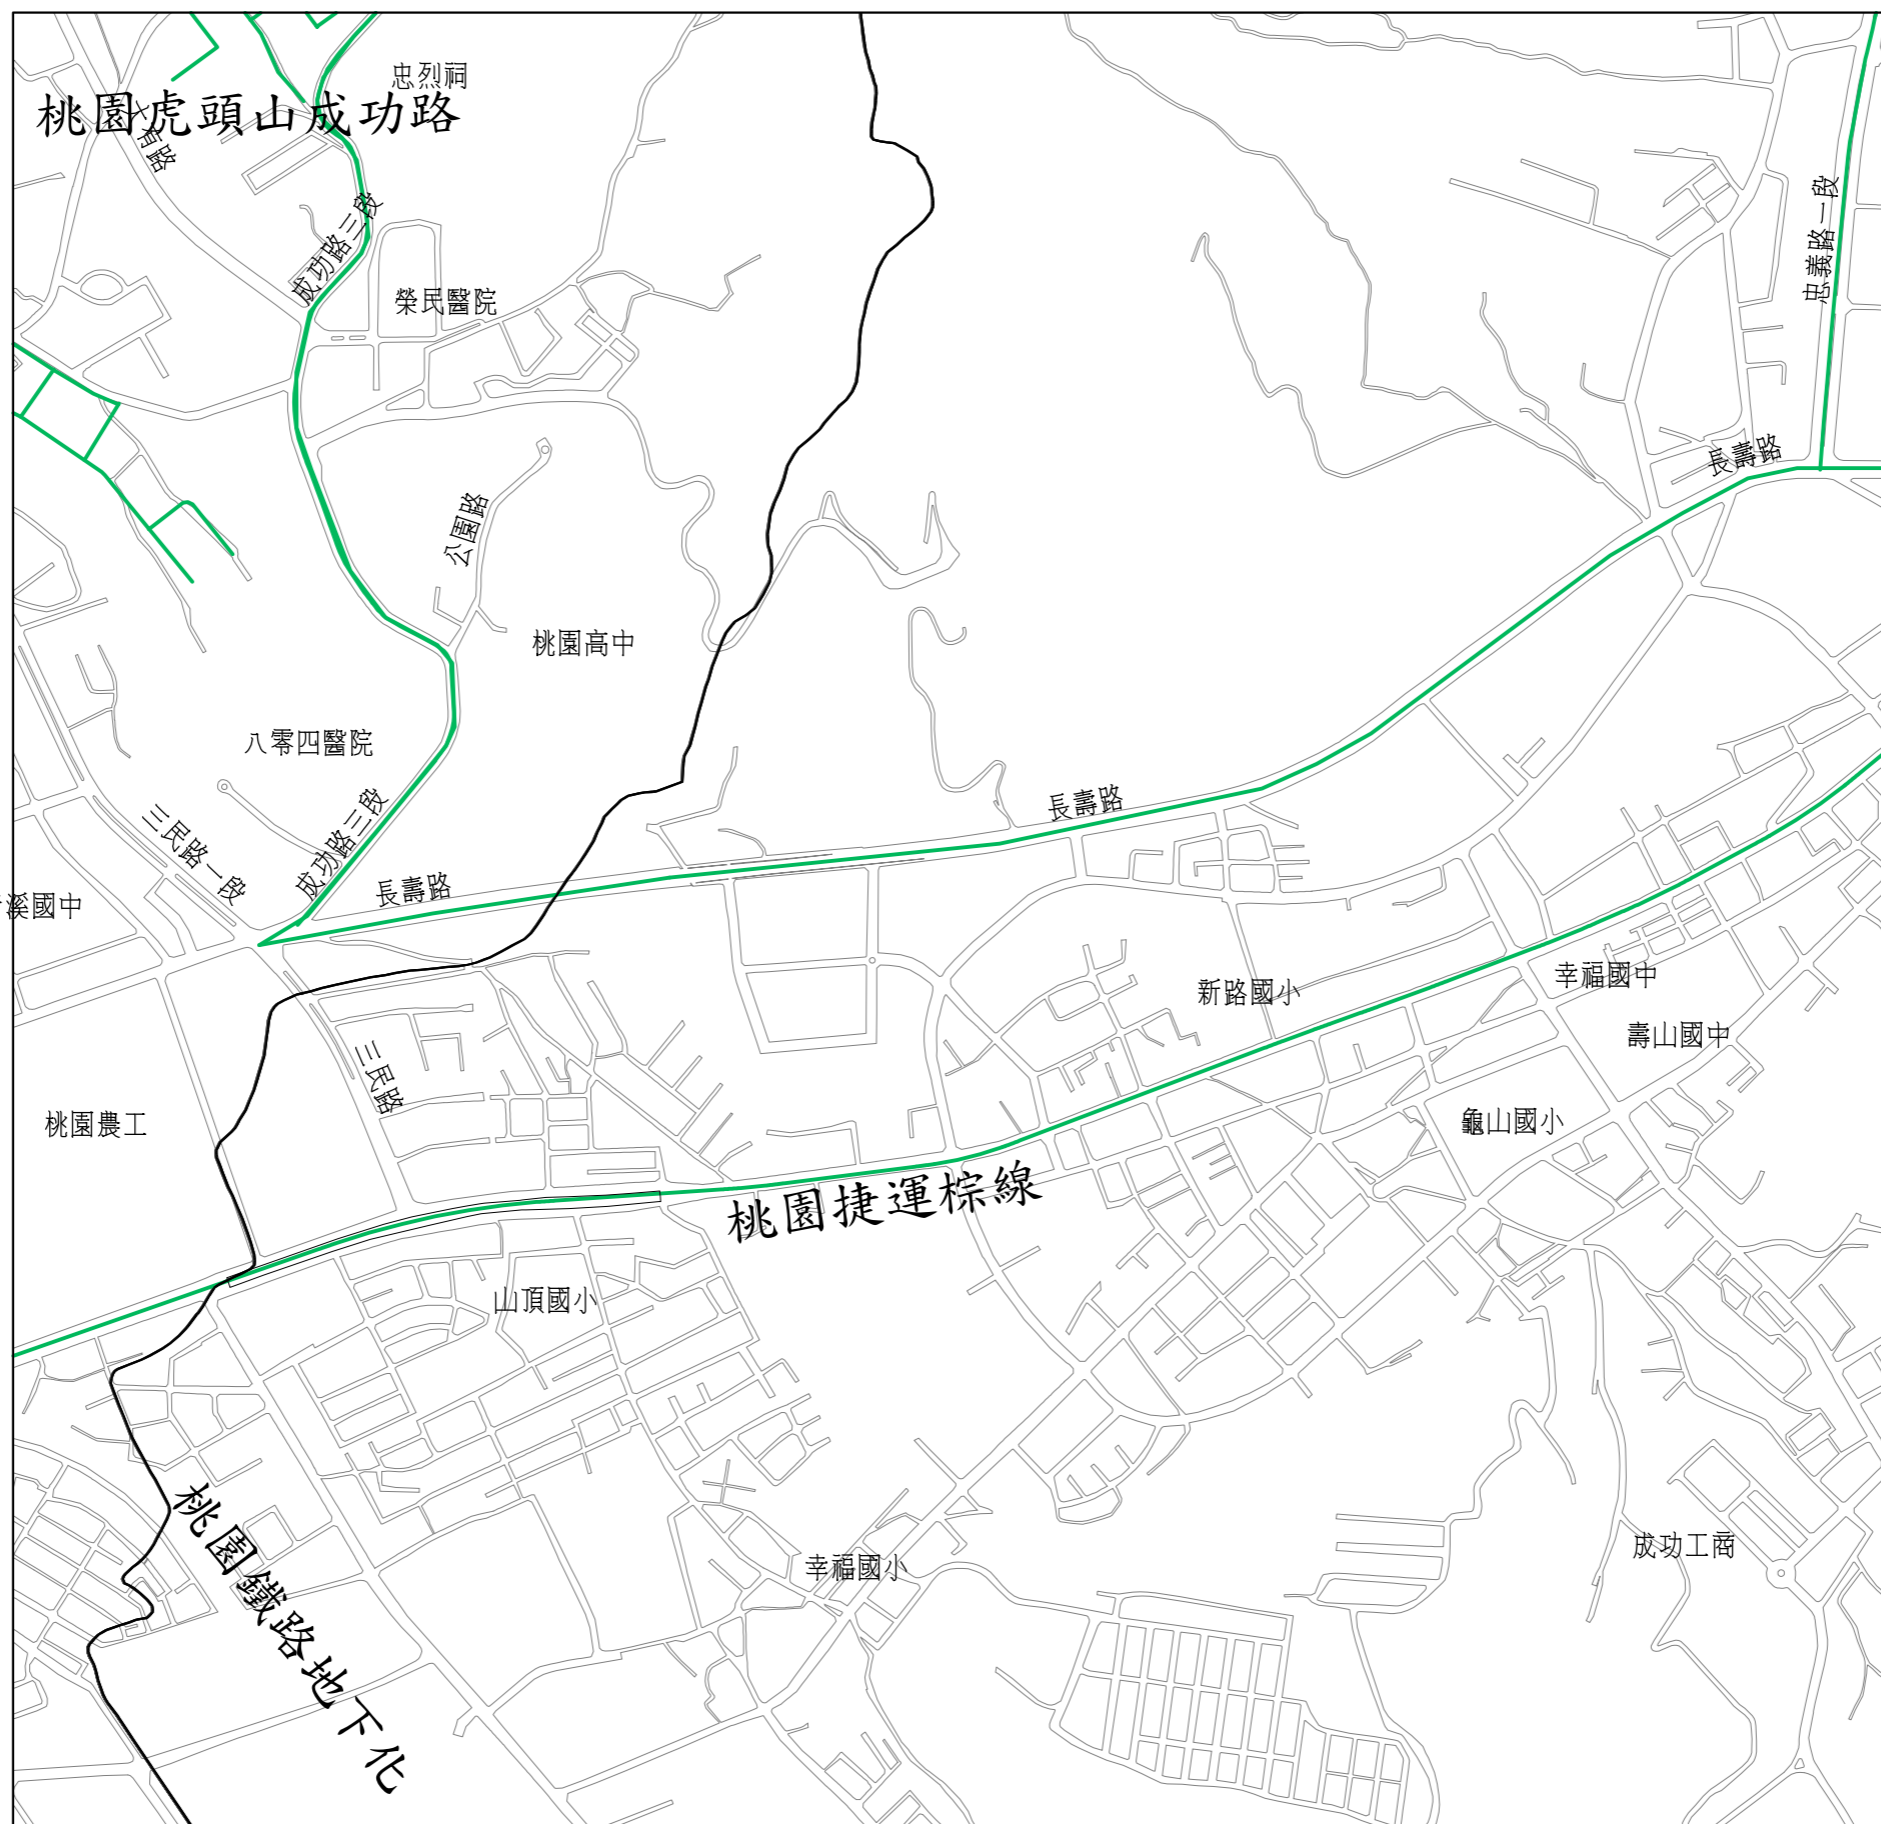 忠烈祠
桃園虎頭山成功路
有路
成功路三段
忠義路一段
榮民醫院
長壽路
公園路
桃園高中
八零四醫院
三民路一段
成功路三段
長壽路
長壽路
溪國中
幸福國中
新路國小
壽山國中
三民路
桃園農工
龜山國小
桃園捷運棕線
山頂國小
桃園鐵路地下化
成功工商
幸福國小